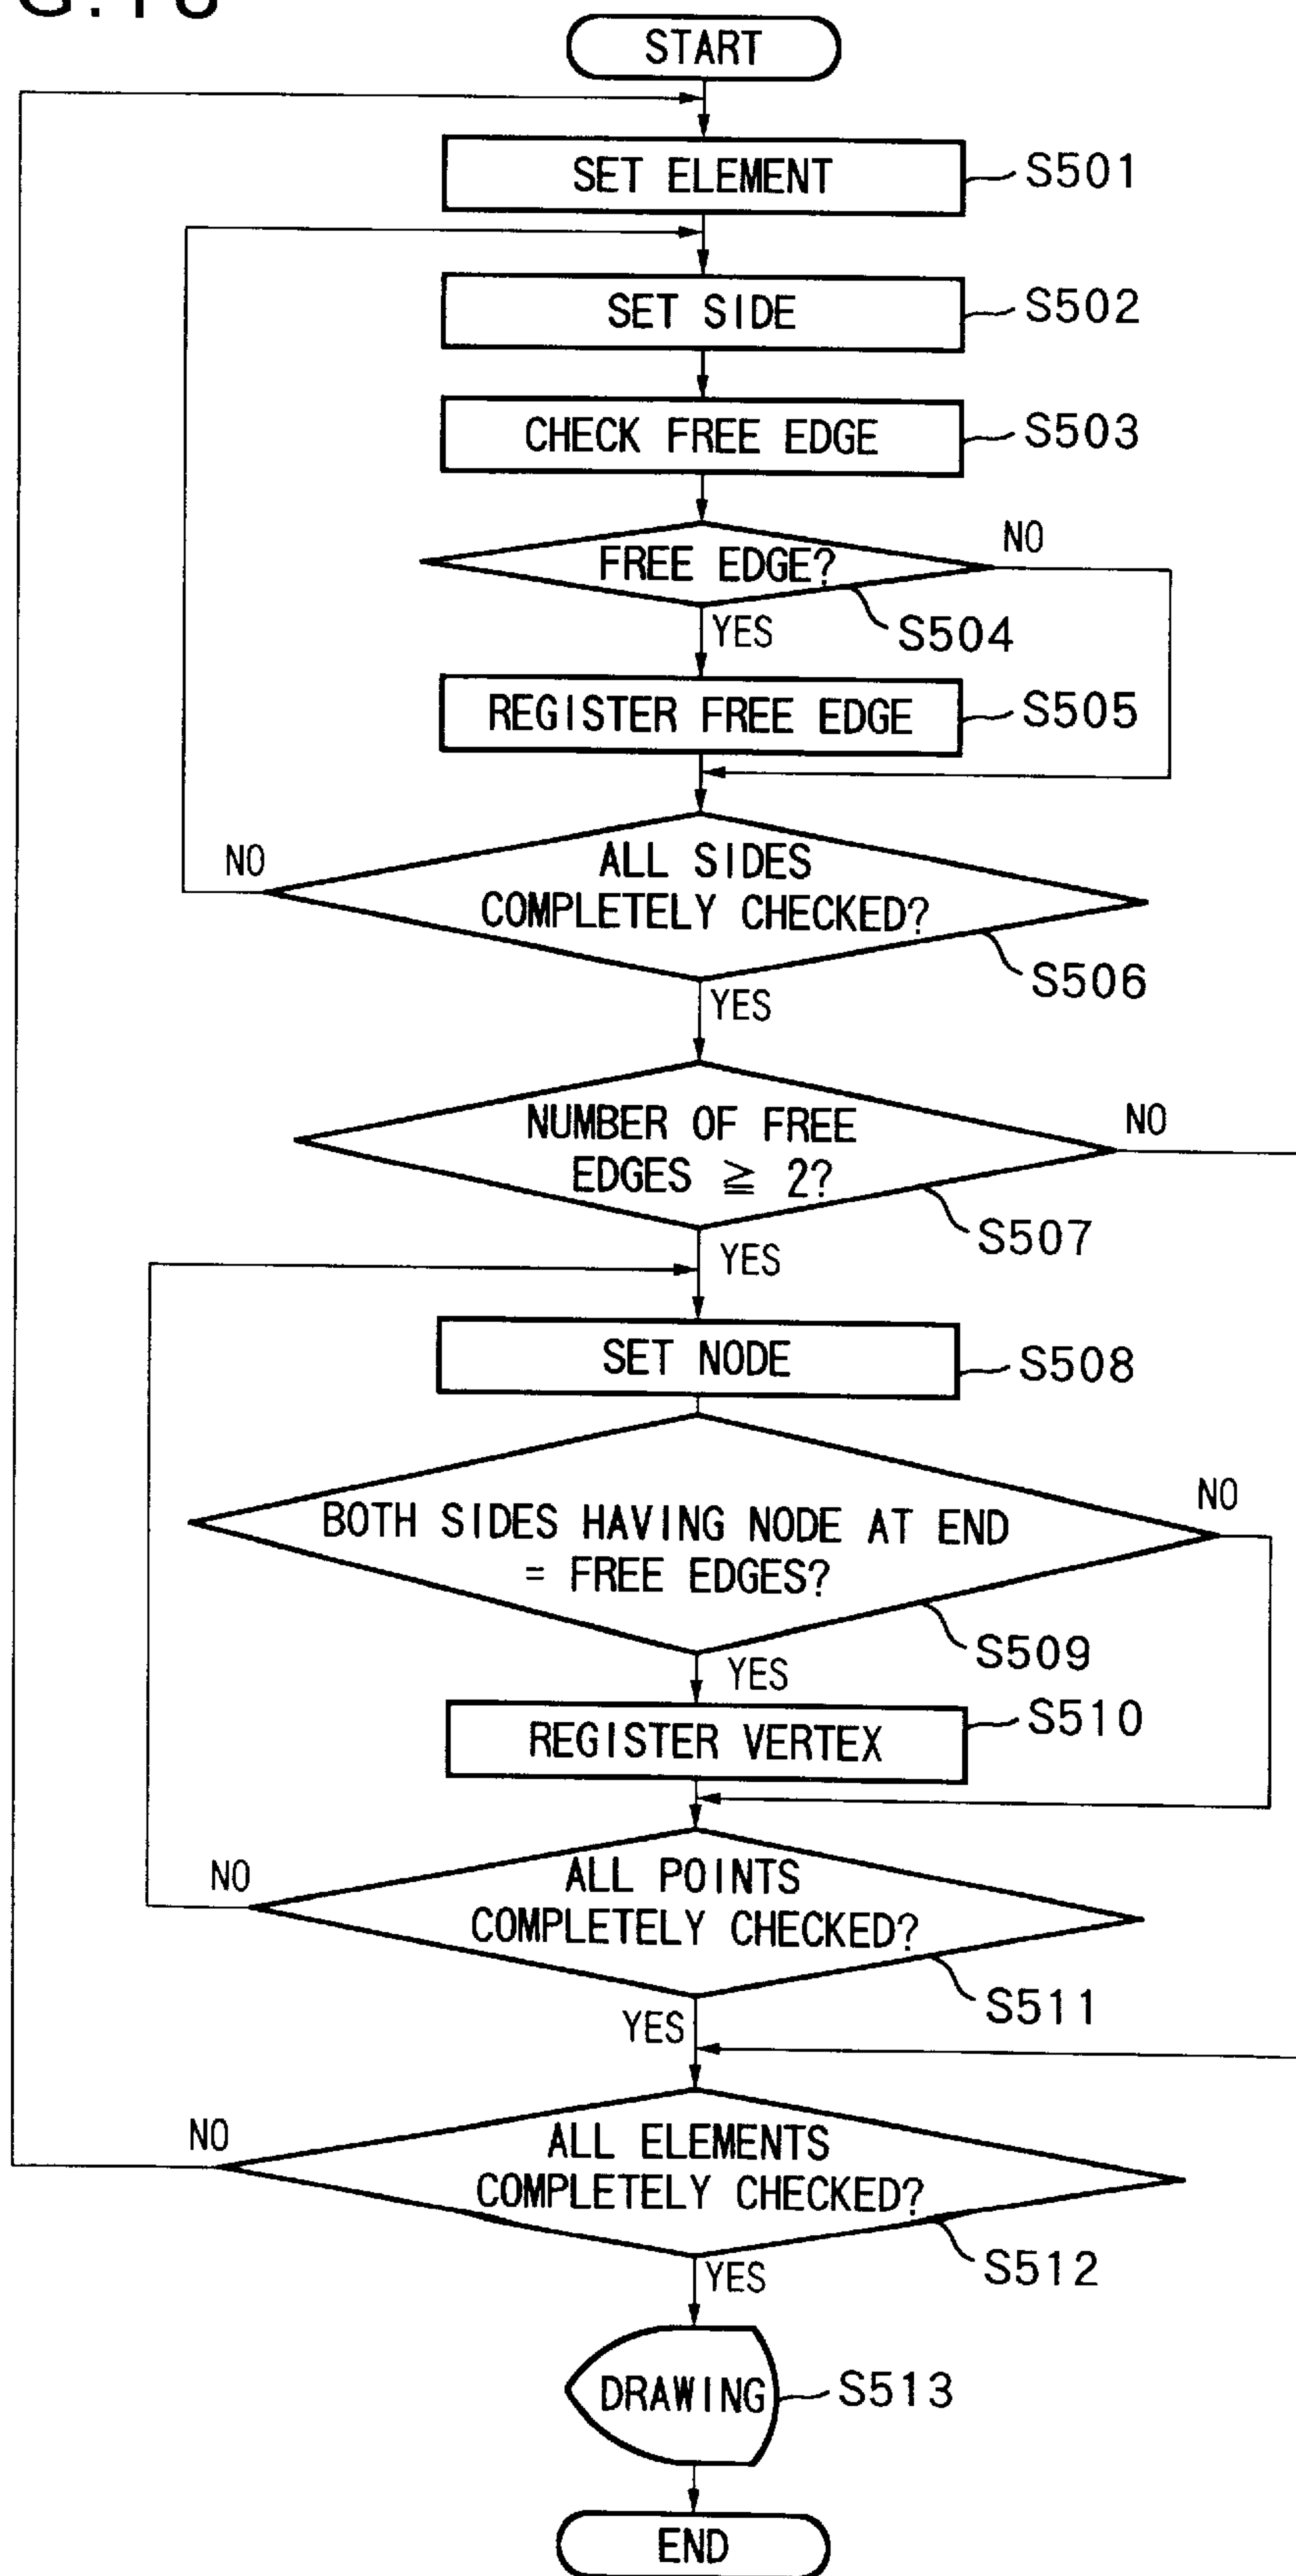 START
SET ELEMENT
S501
SET SIDE
S502
CHECK FREE EDGE
S503
FREE EDGE?
NO
S504
YES
REGISTER FREE EDGE
S505
ALL SIDES
COMPLETELY CHECKED?
NO
S506
YES
NUMBER OF FREE
EDGES ≧ 2?
NO
S507
YES
SET NODE
S508
BOTH SIDES HAVING NODE AT END
= FREE EDGES?
NO
S509
YES
REGISTER VERTEX
S510
ALL POINTS
COMPLETELY CHECKED?
NO
S511
YES
ALL ELEMENTS
COMPLETELY CHECKED?
NO
S512
YES
DRAWING
S513
END